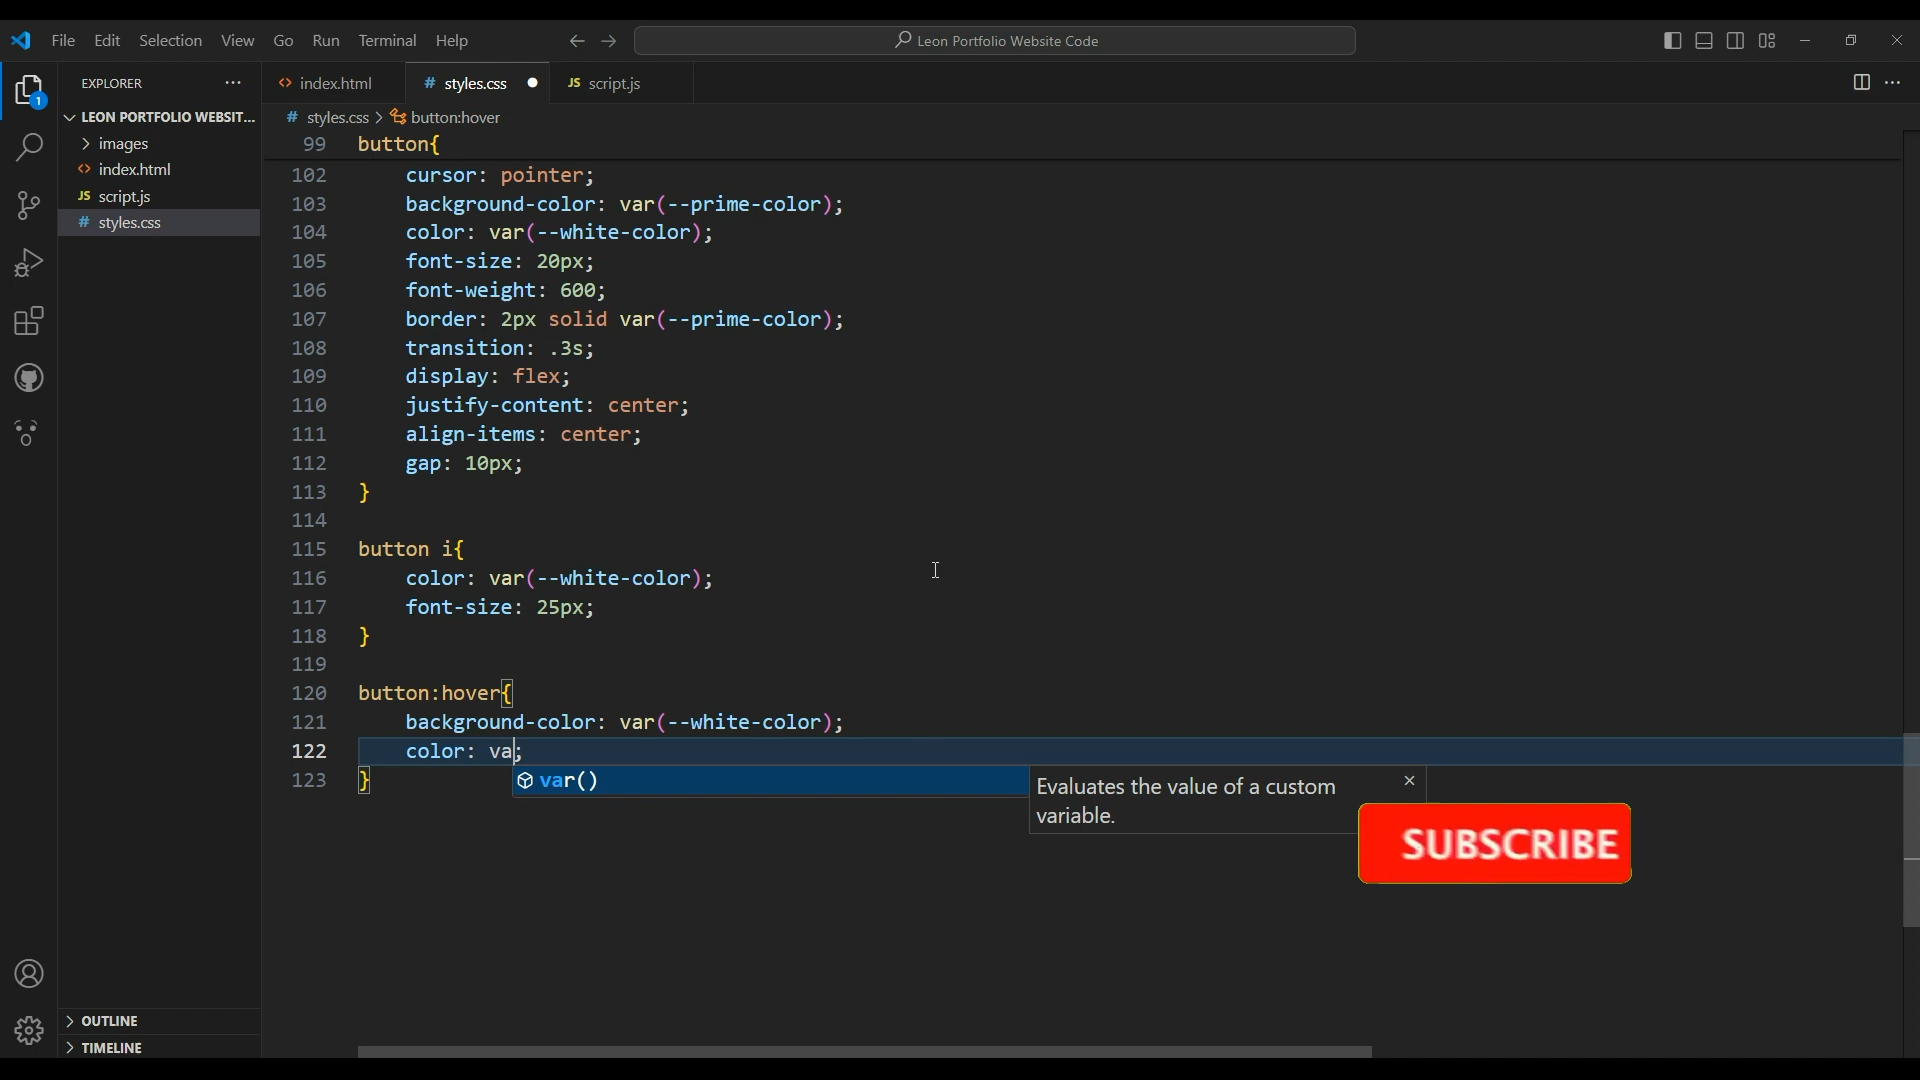 File Edit Selection View Go Run Terminal Help
Leon Portfolio Website Code
EXPLORER
LEON PORTFOLIO WEBSIT...
images
index.html
JS script.js
# styles.css
OUTLINE
TIMELINE
index.html
# styles.css
JS script.js
# styles.css > button:hover
99 button{
102 cursor: pointer;
103 background-color: var(--prime-color);
104 color: var(--white-color);
105 font-size: 20px;
106 font-weight: 600;
107 border: 2px solid var(--prime-color);
108 transition: .3s;
109 display: flex;
110 justify-content: center;
111 align-items: center;
112 gap: 10px;
113 }
114
115 button i{
116 color: var(--white-color);
117 font-size: 25px;
118 }
119
120 button:hover{
121 background-color: var(--white-color);
122 color: va;
123 }
var()
Evaluates the value of a custom
variable.
SUBSCRIBE
1